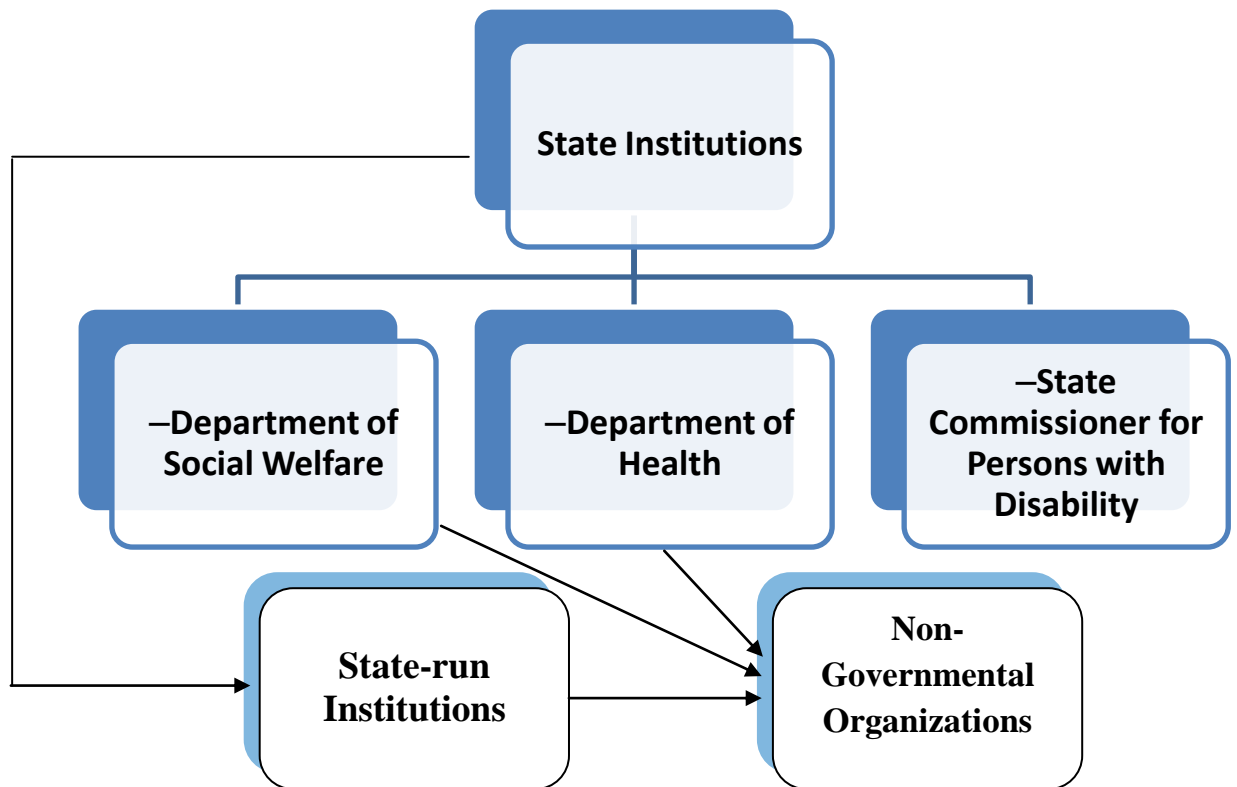 State Institutions
–Department of
Social Welfare
–Department of
Health
–State
Commissioner for
Persons with
Disability
State-run
Institutions
Non-
Governmental
Organizations